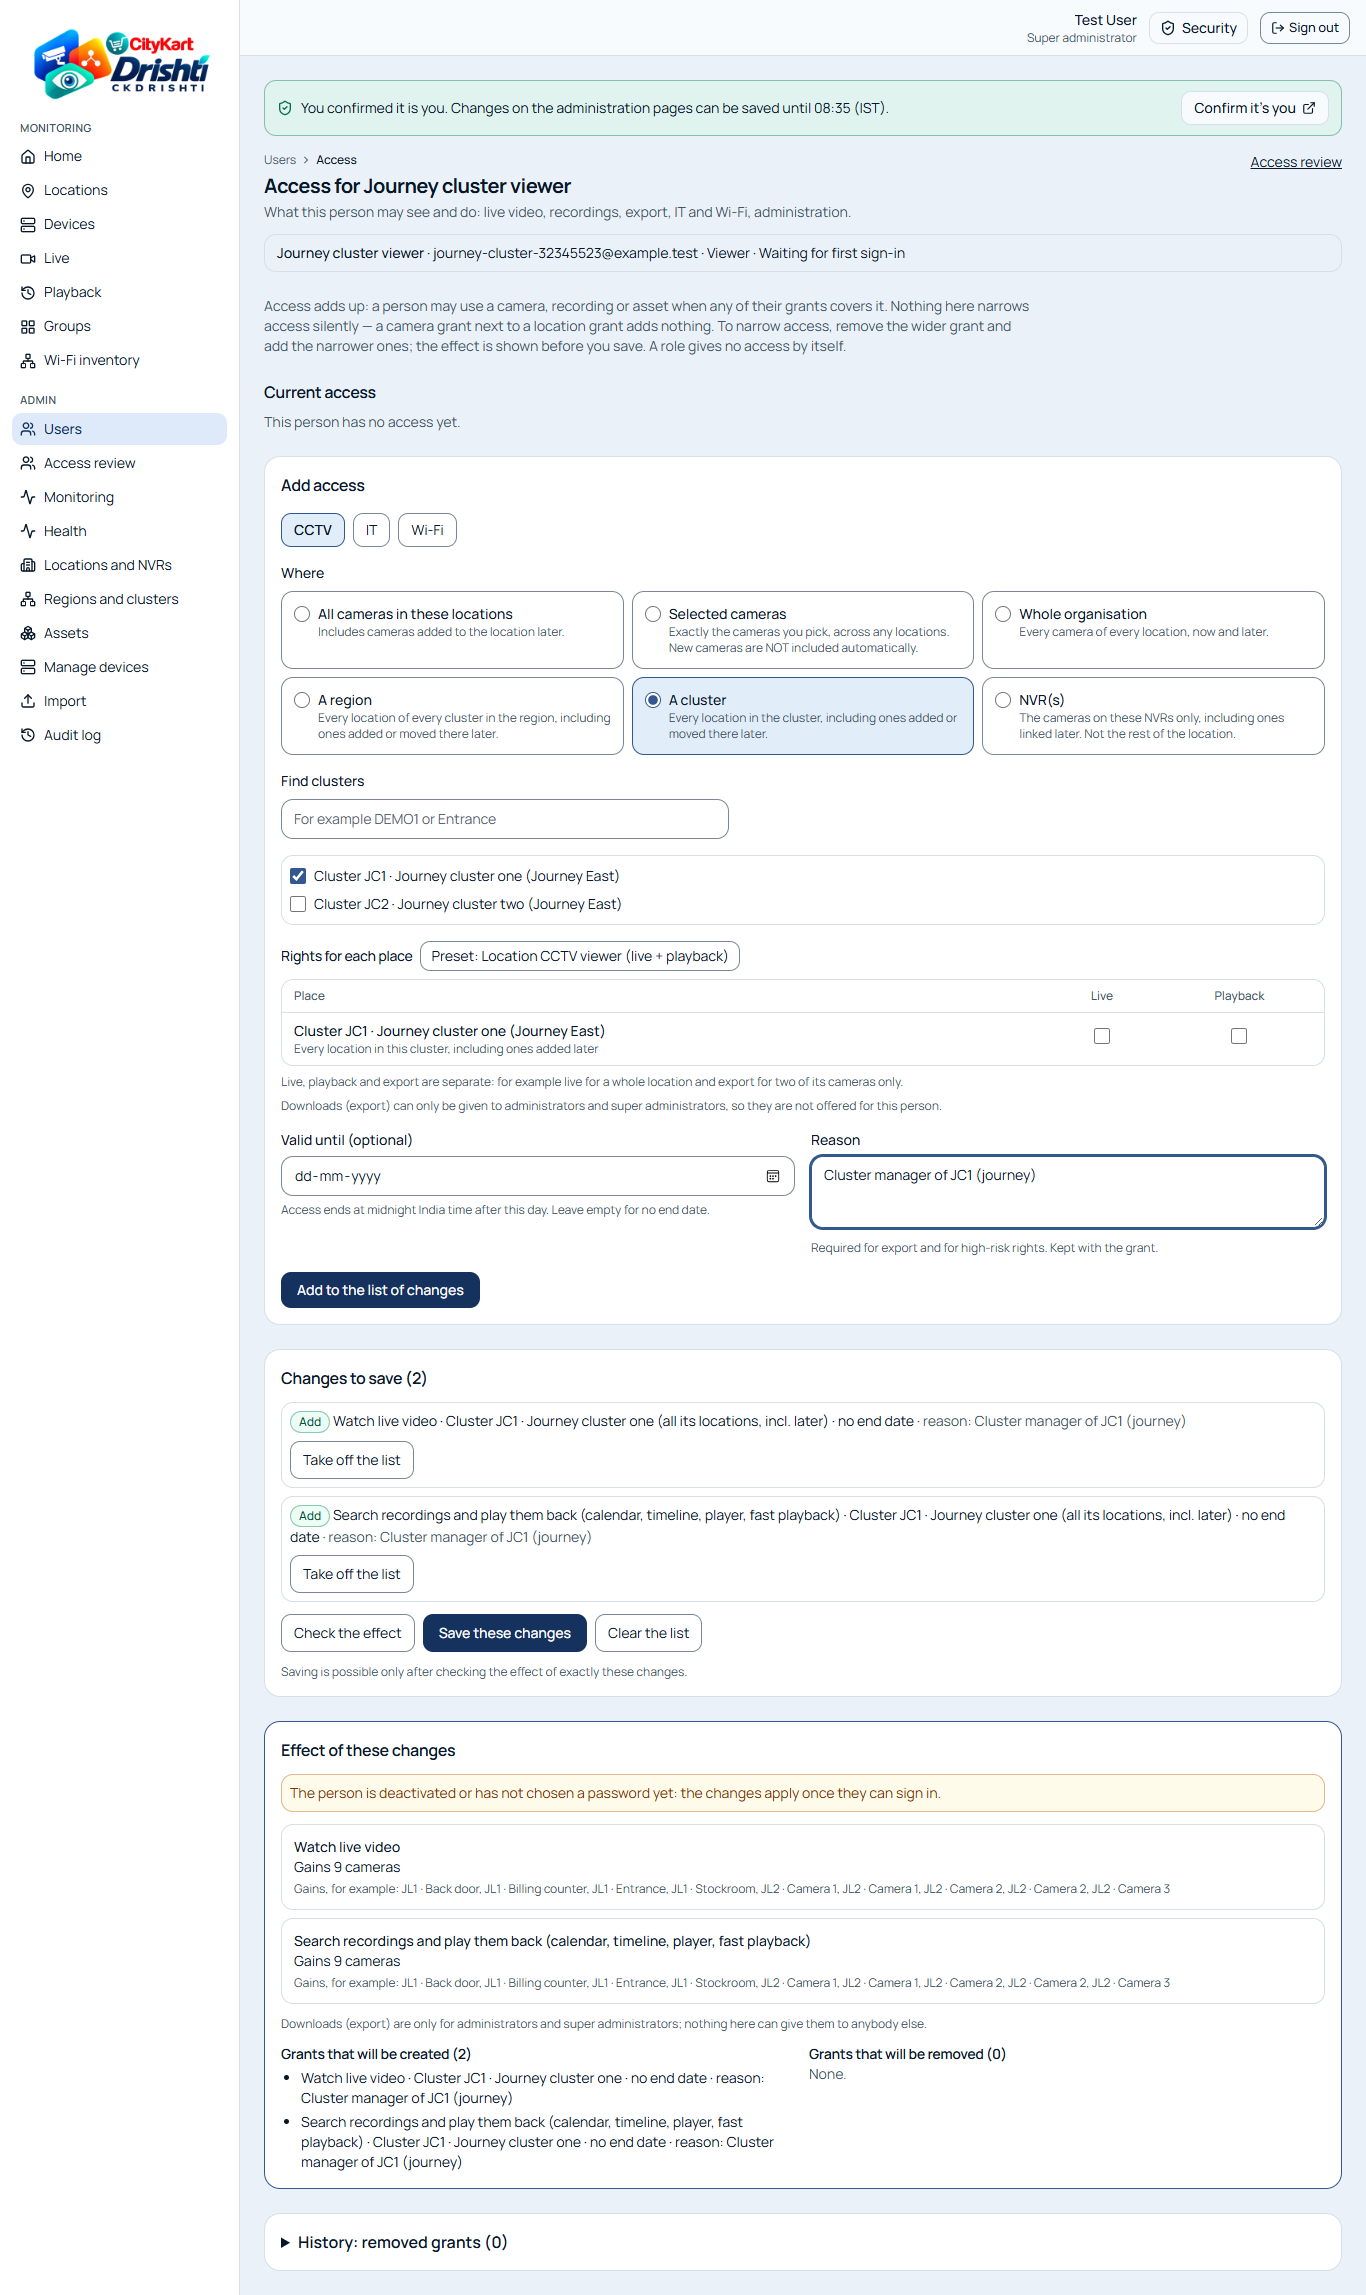 CityKart
Drishti
CKDRISHTI
Test User
Super administrator
Security
Sign out
MONITORING
Home
Locations
Devices
Live
Playback
Groups
Wi-Fi inventory
ADMIN
Users
Access review
Monitoring
Health
Locations and NVRs
Regions and clusters
Assets
Manage devices
Import
Audit log
You confirmed it is you. Changes on the administration pages can be saved until 08:35 (IST).
Confirm it's you
Users > Access
Access review
Access for Journey cluster viewer
What this person may see and do: live video, recordings, export, IT and Wi-Fi, administration.
Journey cluster viewer · journey-cluster-32345523@example.test · Viewer · Waiting for first sign-in
Access adds up: a person may use a camera, recording or asset when any of their grants covers it. Nothing here narrows
access silently — a camera grant next to a location grant adds nothing. To narrow access, remove the wider grant and
add the narrower ones; the effect is shown before you save. A role gives no access by itself.
Current access
This person has no access yet.
Add access
CCTV
IT
Wi-Fi
Where
All cameras in these locations
Includes cameras added to the location later.
Selected cameras
Exactly the cameras you pick, across any locations.
New cameras are NOT included automatically.
Whole organisation
Every camera of every location, now and later.
A region
Every location of every cluster in the region, including
ones added or moved there later.
A cluster
Every location in the cluster, including ones added or
moved there later.
NVR(s)
The cameras on these NVRs only, including ones
linked later. Not the rest of the location.
Find clusters
For example DEMO1 or Entrance
Cluster JC1 · Journey cluster one (Journey East)
Cluster JC2 · Journey cluster two (Journey East)
Rights for each place
Preset: Location CCTV viewer (live + playback)
Place
Live
Playback
Cluster JC1 · Journey cluster one (Journey East)
Every location in this cluster, including ones added later
Live, playback and export are separate: for example live for a whole location and export for two of its cameras only.
Downloads (export) can only be given to administrators and super administrators, so they are not offered for this person.
Valid until (optional)
dd-mm-yyyy
Access ends at midnight India time after this day. Leave empty for no end date.
Reason
Cluster manager of JC1 (journey)
Required for export and for high-risk rights. Kept with the grant.
Add to the list of changes
Changes to save (2)
Add Watch live video · Cluster JC1 · Journey cluster one (all its locations, incl. later) · no end date · reason: Cluster manager of JC1 (journey)
Take off the list
Add Search recordings and play them back (calendar, timeline, player, fast playback) · Cluster JC1 · Journey cluster one (all its locations, incl. later) · no end
date · reason: Cluster manager of JC1 (journey)
Take off the list
Check the effect
Save these changes
Clear the list
Saving is possible only after checking the effect of exactly these changes.
Effect of these changes
The person is deactivated or has not chosen a password yet: the changes apply once they can sign in.
Watch live video
Gains 9 cameras
Gains, for example: JL1 · Back door, JL1 · Billing counter, JL1 · Entrance, JL1 · Stockroom, JL2 · Camera 1, JL2 · Camera 1, JL2 · Camera 2, JL2 · Camera 2, JL2 · Camera 3
Search recordings and play them back (calendar, timeline, player, fast playback)
Gains 9 cameras
Gains, for example: JL1 · Back door, JL1 · Billing counter, JL1 · Entrance, JL1 · Stockroom, JL2 · Camera 1, JL2 · Camera 1, JL2 · Camera 2, JL2 · Camera 2, JL2 · Camera 3
Downloads (export) are only for administrators and super administrators; nothing here can give them to anybody else.
Grants that will be created (2)
Watch live video · Cluster JC1 · Journey cluster one · no end date · reason:
Cluster manager of JC1 (journey)
Search recordings and play them back (calendar, timeline, player, fast
playback) · Cluster JC1 · Journey cluster one · no end date · reason: Cluster
manager of JC1 (journey)
Grants that will be removed (0)
None.
History: removed grants (0)